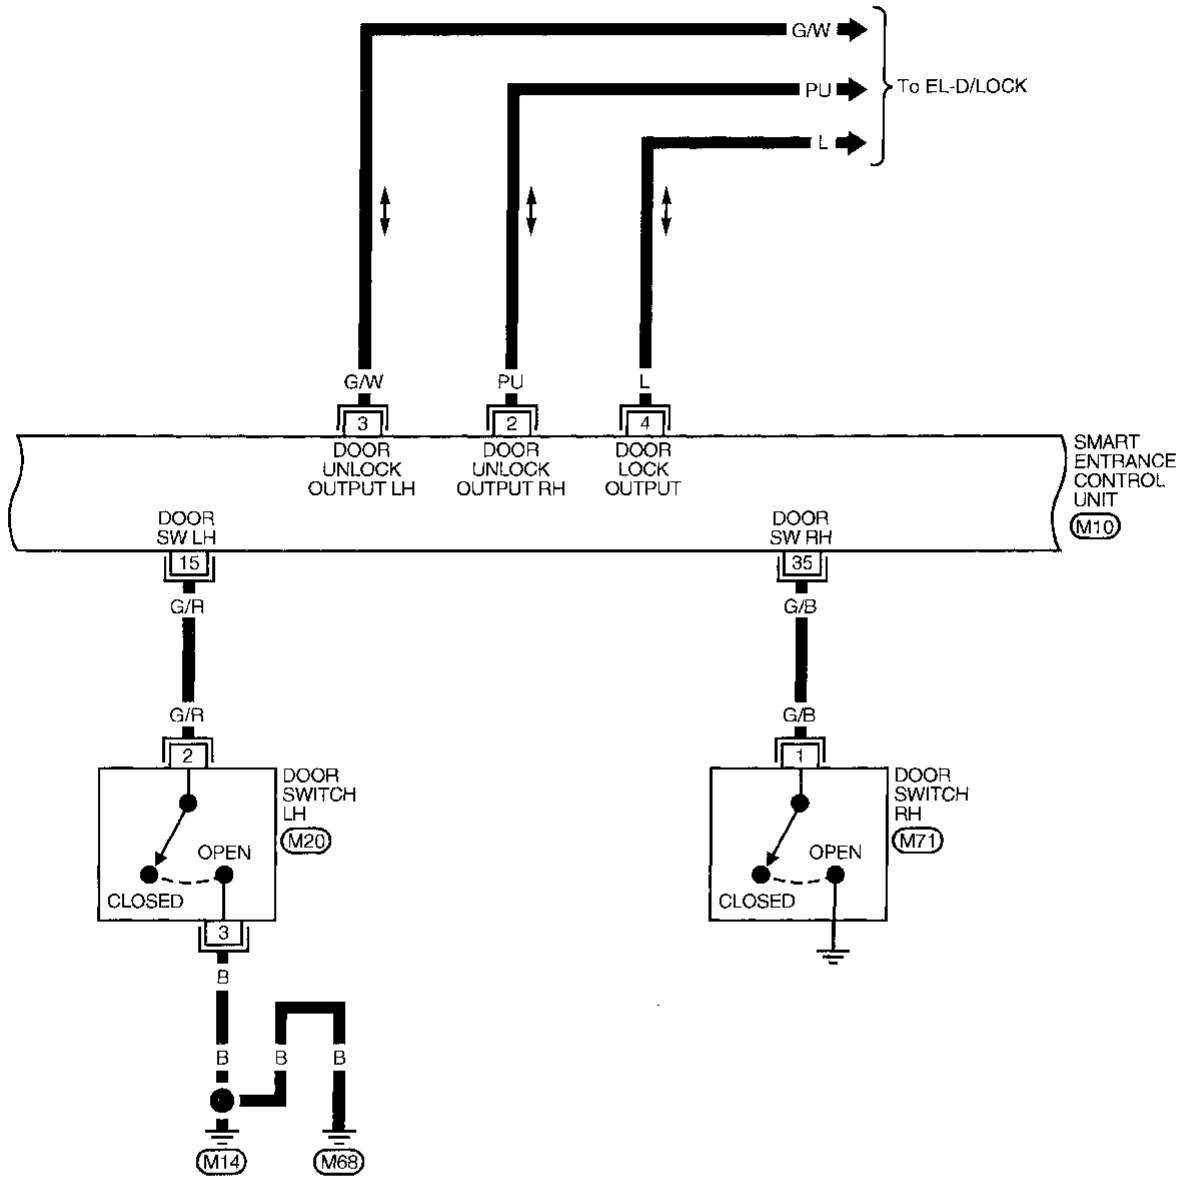 G/W
PU
L
To EL-D/LOCK
G/W
PU
L
3
2
4
DOOR
UNLOCK
OUTPUT LH
DOOR
UNLOCK
OUTPUT RH
DOOR
LOCK
OUTPUT
SMART
ENTRANCE
CONTROL
UNIT
M10
DOOR
SW LH
DOOR
SW RH
15
35
G/R
G/B
G/R
G/B
2
1
DOOR
SWITCH
LH
M20
DOOR
SWITCH
RH
M71
OPEN
CLOSED
OPEN
CLOSED
3
B
B
B
B
M14
M68